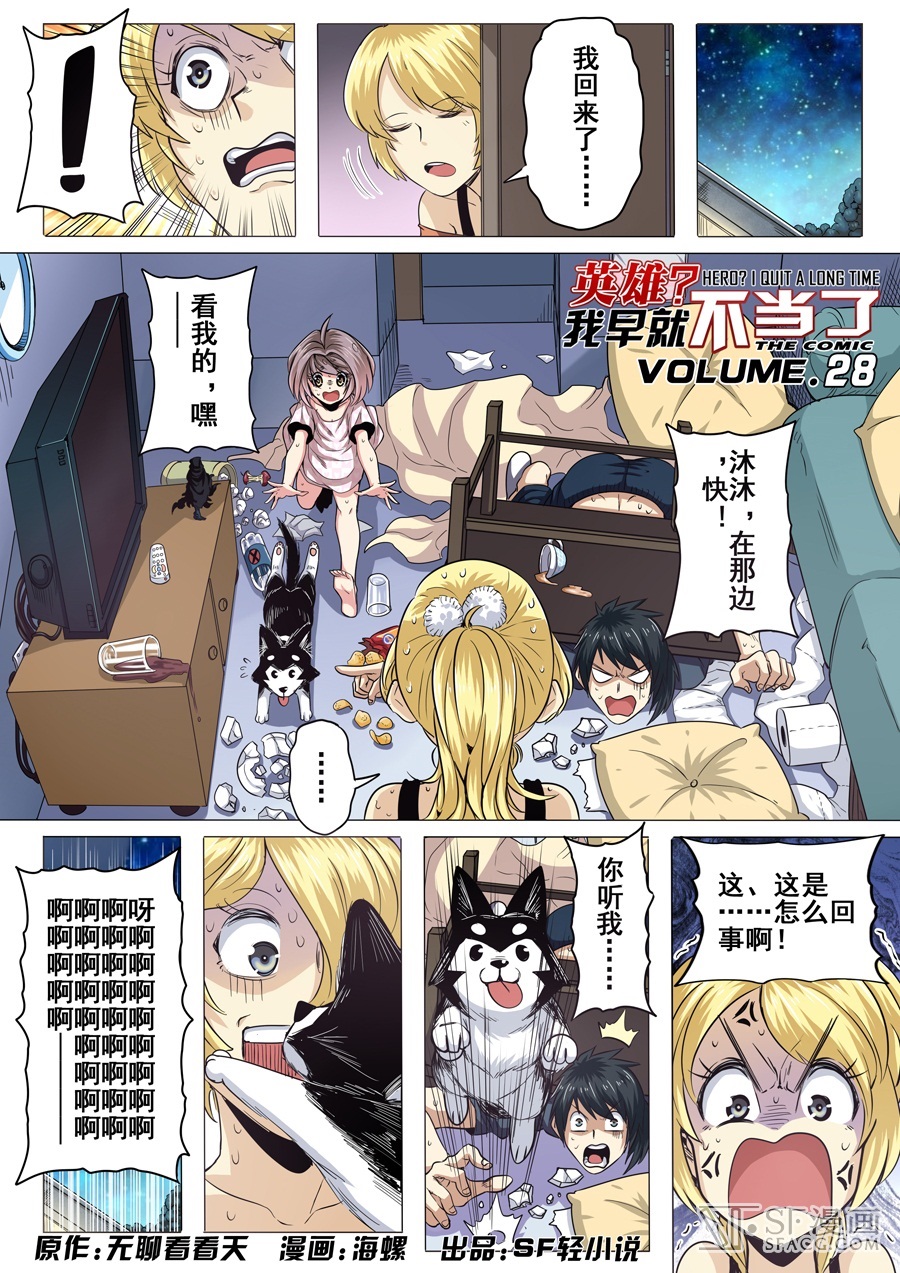 我回来了……
！
英雄？
HERO? I QUIT A LONG TIME
我早就
不当了
THE COMIC
VOLUME.28
沐沐，在那边
，快！
看我的，嘿
——
……
这、这是
……怎么回
事啊！
你听我……
啊啊啊呀
啊啊啊啊
啊啊啊啊
啊啊啊啊
啊啊啊啊
——啊啊啊
啊啊啊
啊啊啊
——啊啊啊
原作：无聊看看天 漫画：海螺 出品：SF轻小说
SF漫画
SFACG.COM